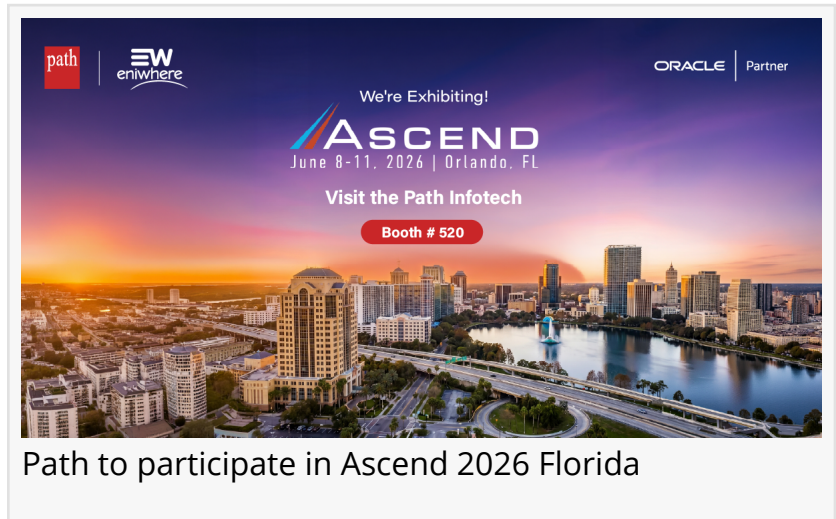 path
EW
eniwhere
ORACLE
Partner
We're Exhibiting!
ASCEND
June 8-11, 2026 | Orlando, FL
Visit the Path Infotech
Booth # 520
Path to participate in Ascend 2026 Florida